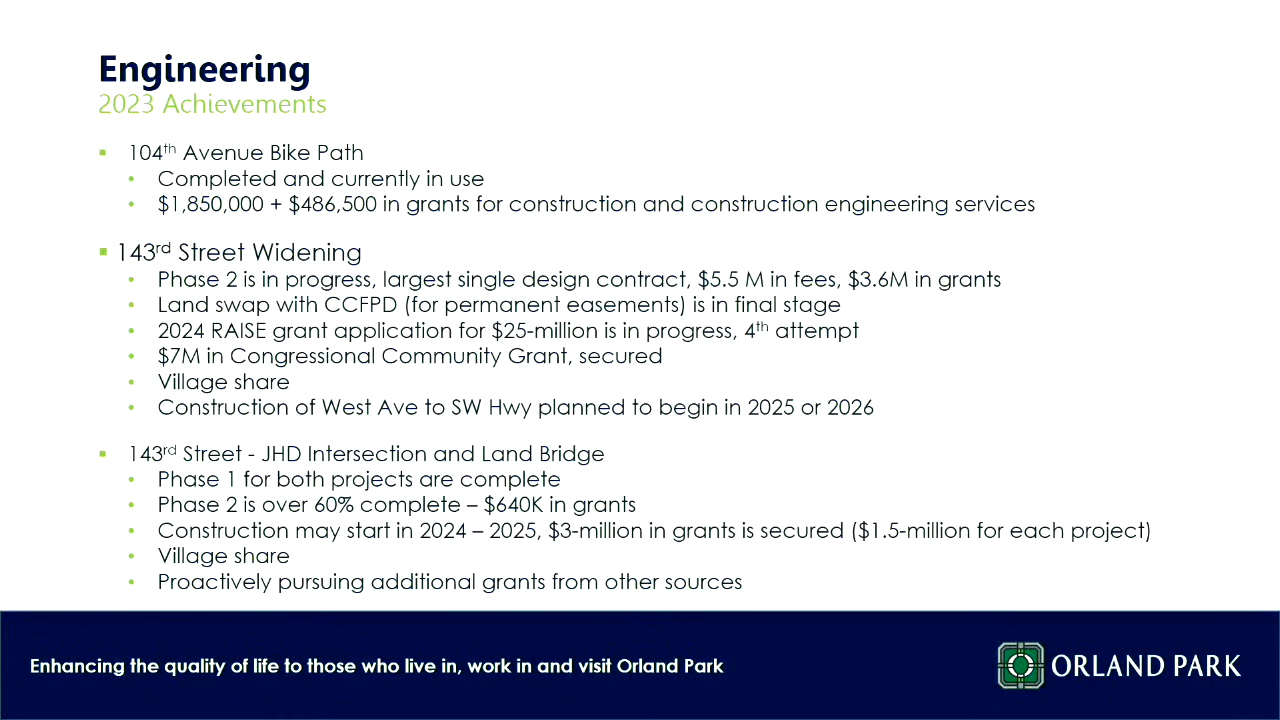 Engineering
2023 Achievements
▪ 104th Avenue Bike Path
• Completed and currently in use
• $1,850,000 + $486,500 in grants for construction and construction engineering services
▪ 143rd Street Widening
• Phase 2 is in progress, largest single design contract, $5.5 M in fees, $3.6M in grants
• Land swap with CCFPD (for permanent easements) is in final stage
• 2024 RAISE grant application for $25-million is in progress, 4th attempt
• $7M in Congressional Community Grant, secured
• Village share
• Construction of West Ave to SW Hwy planned to begin in 2025 or 2026
▪ 143rd Street - JHD Intersection and Land Bridge
• Phase 1 for both projects are complete
• Phase 2 is over 60% complete – $640K in grants
• Construction may start in 2024 – 2025, $3-million in grants is secured ($1.5-million for each project)
• Village share
• Proactively pursuing additional grants from other sources
Enhancing the quality of life to those who live in, work in and visit Orland Park
ORLAND PARK